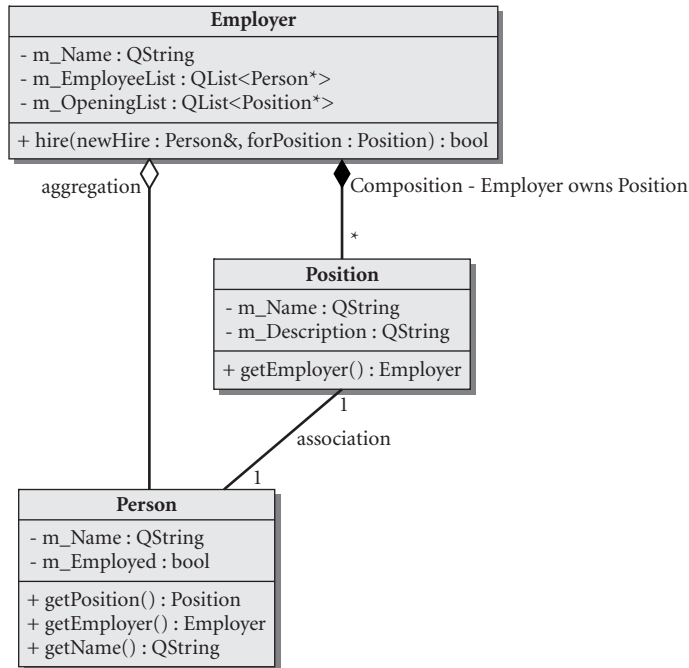 Employer
- m_Name : QString
- m_EmployeeList : QList<Person*>
- m_OpeningList : QList<Position*>
+ hire(newHire : Person&, forPosition : Position) : bool
aggregation
Composition - Employer owns Position
*
Position
- m_Name : QString
- m_Description : QString
+ getEmployer() : Employer
1
association
1
Person
- m_Name : QString
- m_Employed : bool
+ getPosition() : Position
+ getEmployer() : Employer
+ getName() : QString